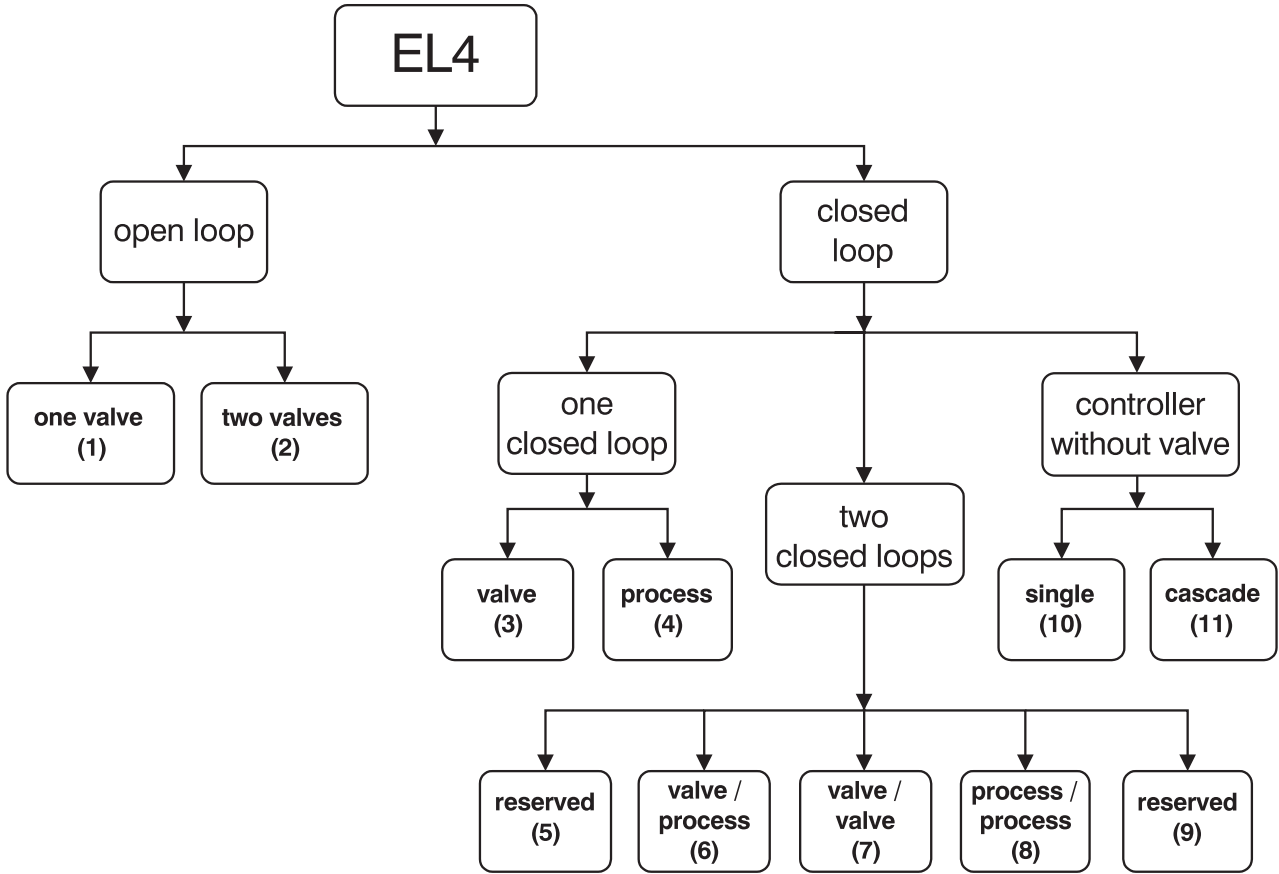 EL4
open loop
closed
loop
one valve
(1)
two valves
(2)
one
closed loop
controller
without valve
two
closed loops
valve
(3)
process
(4)
single
(10)
cascade
(11)
reserved
(5)
valve /
process
(6)
valve /
valve
(7)
process /
process
(8)
reserved
(9)